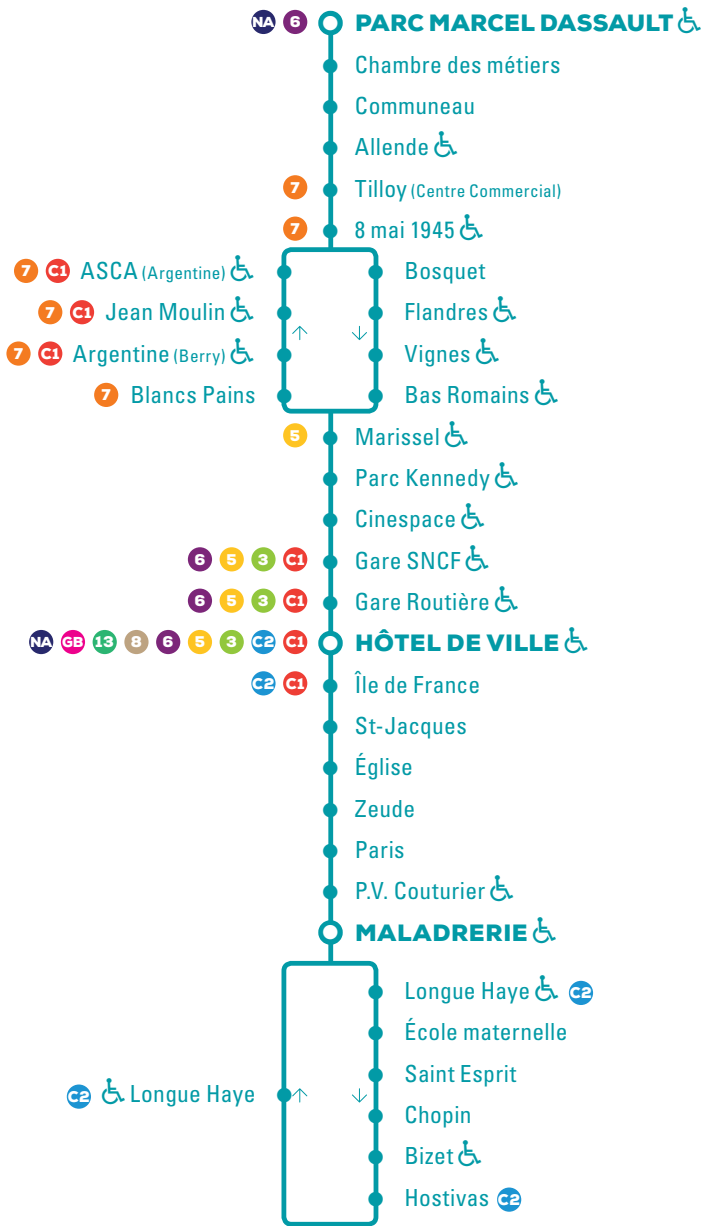 NA 6 PARC MARCEL DASSAULT
Chambre des métiers
Communeau
Allende
7 Tilloy (Centre Commercial)
7 8 mai 1945
7 C1 ASCA (Argentine) Bosquet
7 C1 Jean Moulin Flandres
7 C1 Argentine (Berry) Vignes
7 Blancs Pains Bas Romains
5 Marissel
Parc Kennedy
Cinespace
6 5 3 C1 Gare SNCF
6 5 3 C1 Gare Routière
NA GB 13 8 6 5 3 C2 C1 HÔTEL DE VILLE
C2 C1 Île de France
St-Jacques
Église
Zeude
Paris
P.V. Couturier
MALADRERIE
Longue Haye C2
École maternelle
Saint Esprit
C2 Longue Haye
Chopin
Bizet
Hostivas C2